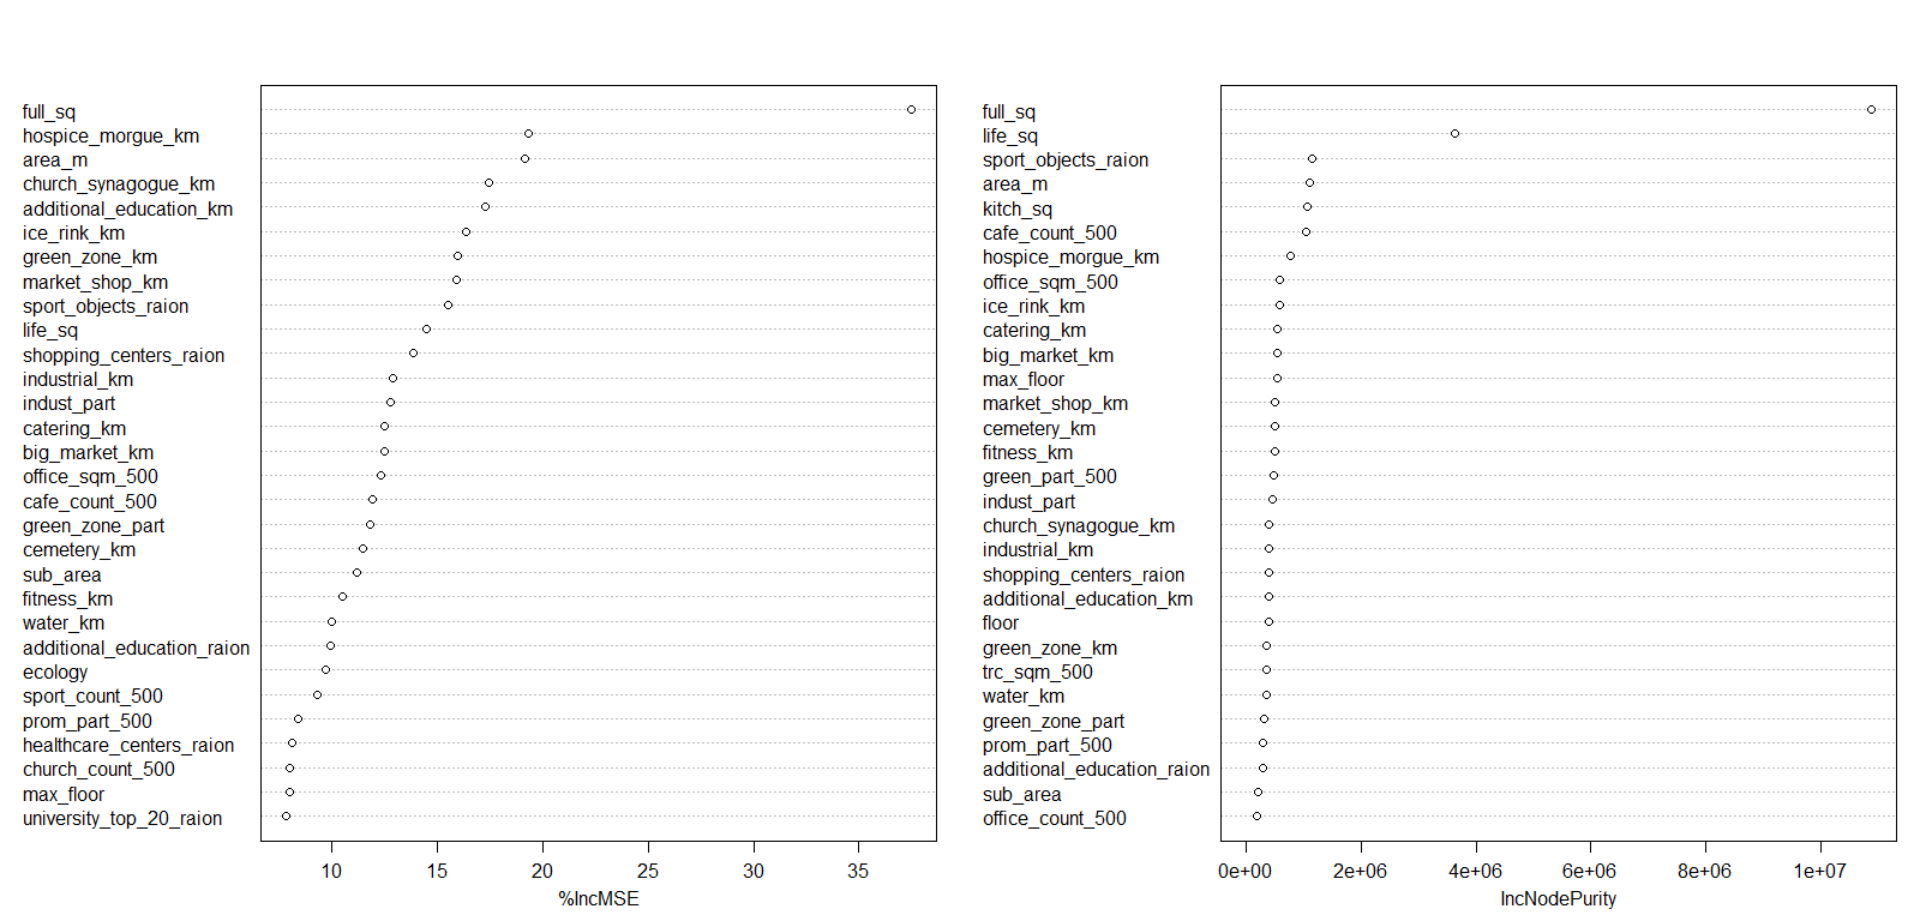 full_sq
hospice_morgue_km
area_m
church_synagogue_km
additional_education_km
ice_rink_km
green_zone_km
market_shop_km
sport_objects_raion
life_sq
shopping_centers_raion
industrial_km
indust_part
catering_km
big_market_km
office_sqm_500
cafe_count_500
green_zone_part
cemetery_km
sub_area
fitness_km
water_km
additional_education_raion
ecology
sport_count_500
prom_part_500
healthcare_centers_raion
church_count_500
max_floor
university_top_20_raion
10 15 20 25 30 35
%IncMSE
full_sq
life_sq
sport_objects_raion
area_m
kitch_sq
cafe_count_500
hospice_morgue_km
office_sqm_500
ice_rink_km
catering_km
big_market_km
max_floor
market_shop_km
cemetery_km
fitness_km
green_part_500
indust_part
church_synagogue_km
industrial_km
shopping_centers_raion
additional_education_km
floor
green_zone_km
trc_sqm_500
water_km
green_zone_part
prom_part_500
additional_education_raion
sub_area
office_count_500
0e+00 2e+06 4e+06 6e+06 8e+06 1e+07
IncNodePurity